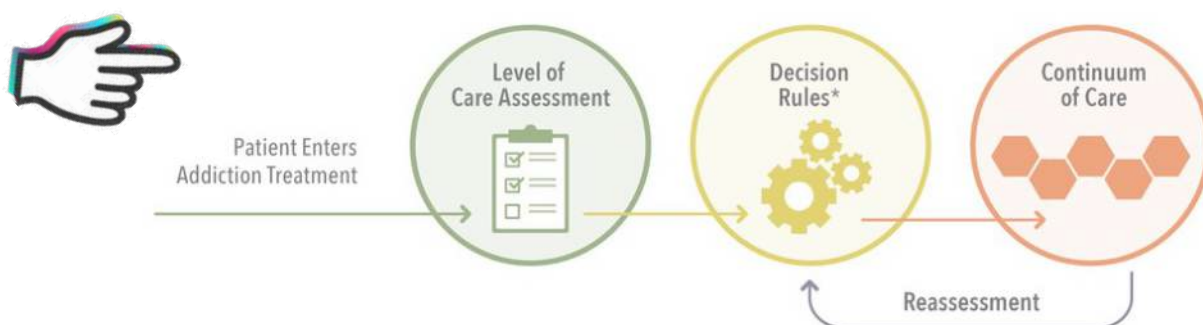 Patient Enters
Addiction Treatment
Level of
Care Assessment
Decision
Rules*
Continuum
of Care
Reassessment